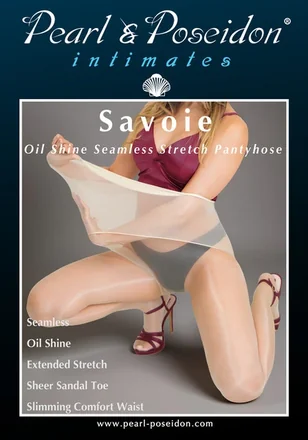 Pearl & Poseidon®
intimates
Savoie
Oil Shine Seamless Stretch Pantyhose
Seamless
Oil Shine
Extended Stretch
Sheer Sandal Toe
Slimming Comfort Waist
www.pearl-poseidon.com